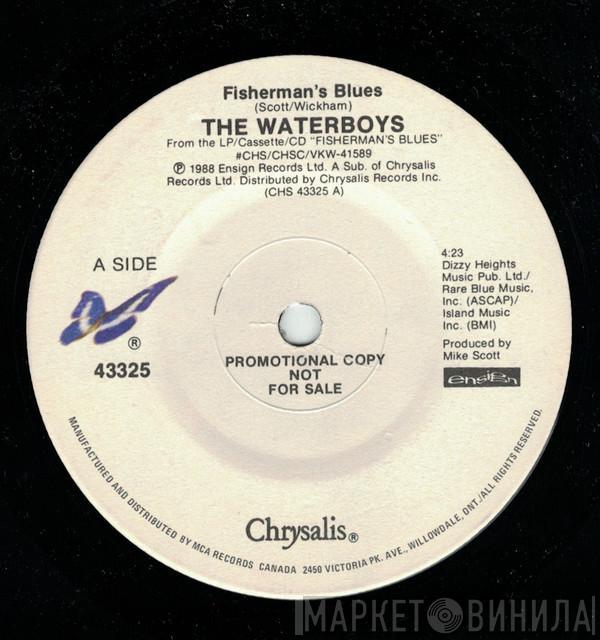 Fisherman's Blues
(Scott/Wickham)
THE WATERBOYS
From the LP/Cassette/CD "FISHERMAN'S BLUES"
#CHS/CHSC/VKW-41589
Ⓟ 1988 Ensign Records Ltd. A Sub. of Chrysalis
Records Ltd. Distributed by Chrysalis Records Inc.
(CHS 43325 A)
A SIDE
®
43325
4:23
Dizzy Heights
Music Pub. Ltd./
Rare Blue Music,
Inc. (ASCAP)/
Island Music
Inc. (BMI)
Produced by
Mike Scott
ensign
PROMOTIONAL COPY
NOT
FOR SALE
Chrysalis®
MANUFACTURED AND DISTRIBUTED BY MCA RECORDS CANADA 2450 VICTORIA PK. AVE., WILLOWDALE, ONT./ALL RIGHTS RESERVED.
МАРКЕТ ВИНИЛА